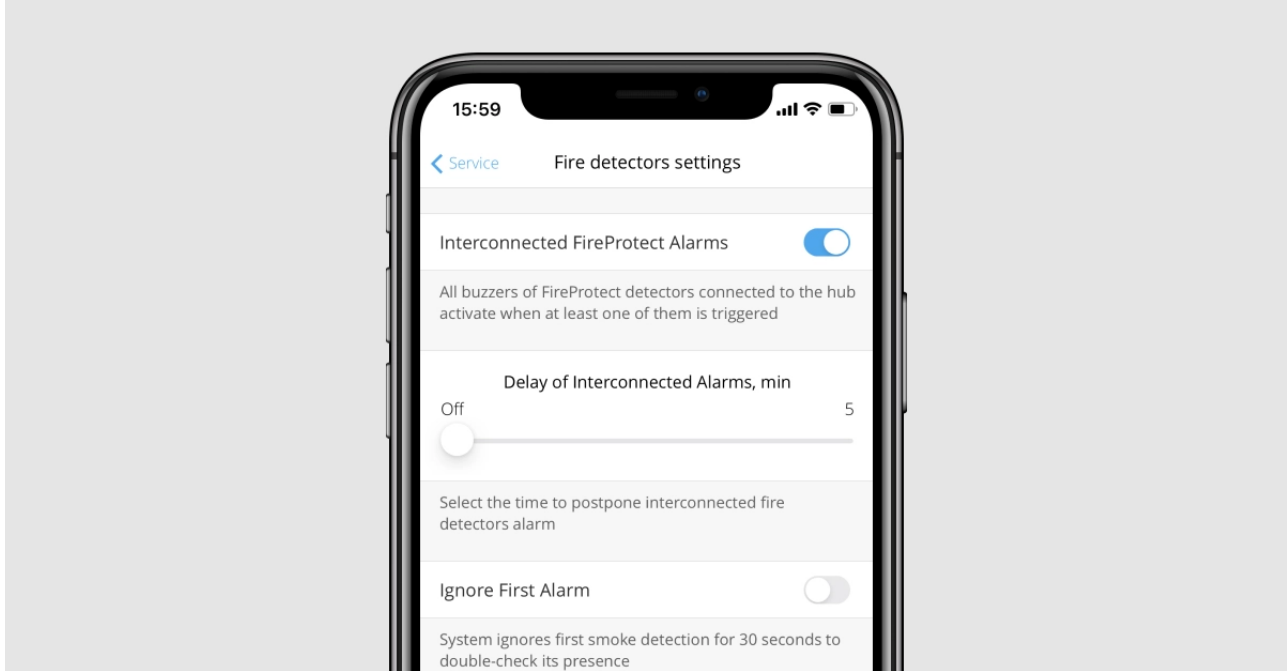 15:59
Service
Fire detectors settings
Interconnected FireProtect Alarms
All buzzers of FireProtect detectors connected to the hub
activate when at least one of them is triggered
Delay of Interconnected Alarms, min
Off
5
Select the time to postpone interconnected fire
detectors alarm
Ignore First Alarm
System ignores first smoke detection for 30 seconds to
double-check its presence